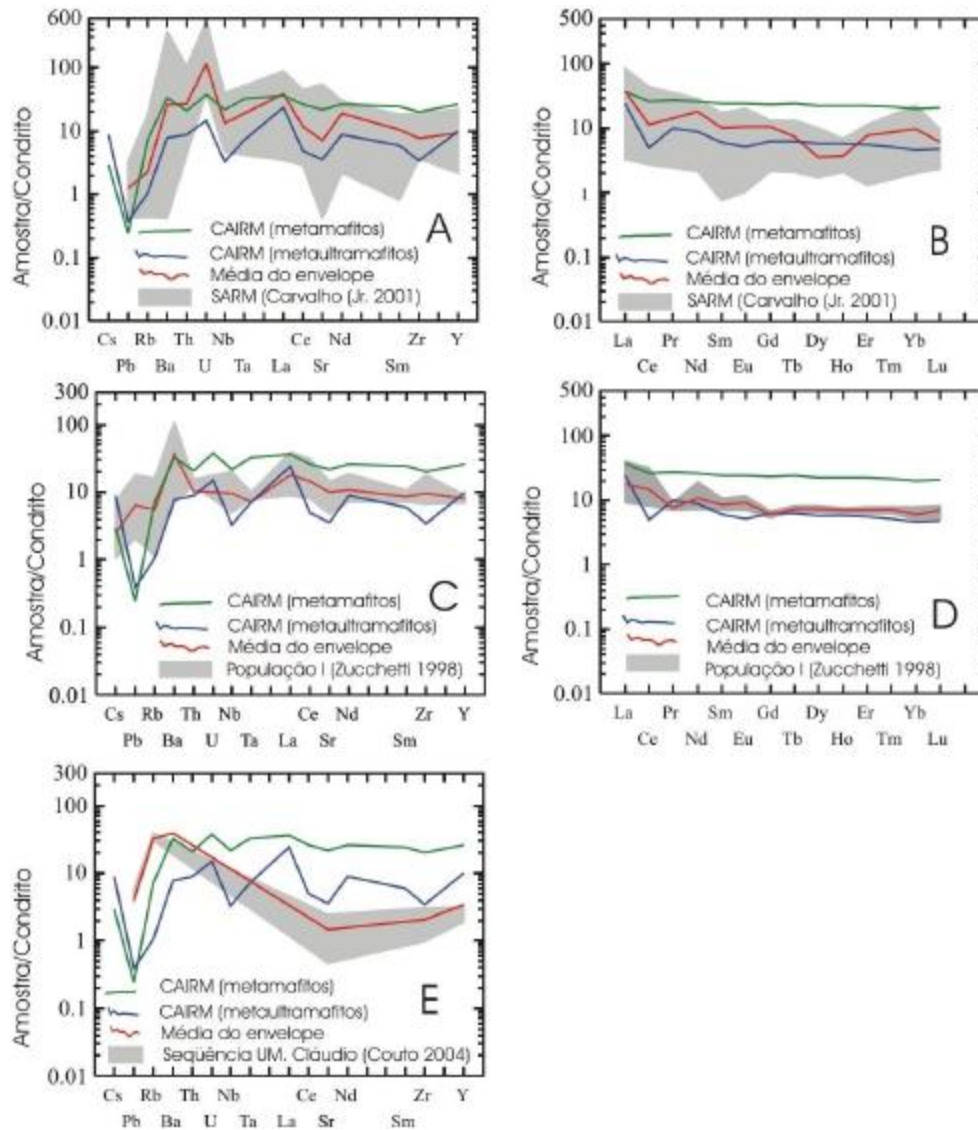 600
100
10
1
0.1
0.01
Amostra/Condrito
CAIRM (metamafitos)
CAIRM (metaultramafitos)
Média do envelope
SARM (Carvalho (Jr. 2001)
A
Cs Rb Th Nb Ce Nd Zr Y
Pb Ba U Ta La Sr Sm
500
100
10
1
0.1
0.01
Amostra/Condrito
CAIRM (metamafitos)
CAIRM (metaultramafitos)
Média do envelope
SARM (Carvalho (Jr. 2001)
B
La Pr Sm Gd Dy Er Yb
Ce Nd Eu Tb Ho Tm Lu
300
100
10
1
0.1
0.01
Amostra/Condrito
CAIRM (metamafitos)
CAIRM (metaultramafitos)
Média do envelope
População I (Zucchetti 1998)
C
Cs Rb Th Nb Ce Nd Zr Y
Pb Ba U Ta La Sr Sm
500
100
10
1
0.1
0.01
Amostra/Condrito
CAIRM (metamafitos)
CAIRM (metaultramafitos)
Média do envelope
População I (Zucchetti 1998)
D
La Pr Sm Gd Dy Er Yb
Ce Nd Eu Tb Ho Tm Lu
300
100
10
1
0.1
0.01
Amostra/Condrito
CAIRM (metamafitos)
CAIRM (metaultramafitos)
Média do envelope
Seqüência UM. Cláudio (Couto 2004)
E
Cs Rb Th Nb Ce Nd Zr Y
Pb Ba U Ta La Sr Sm